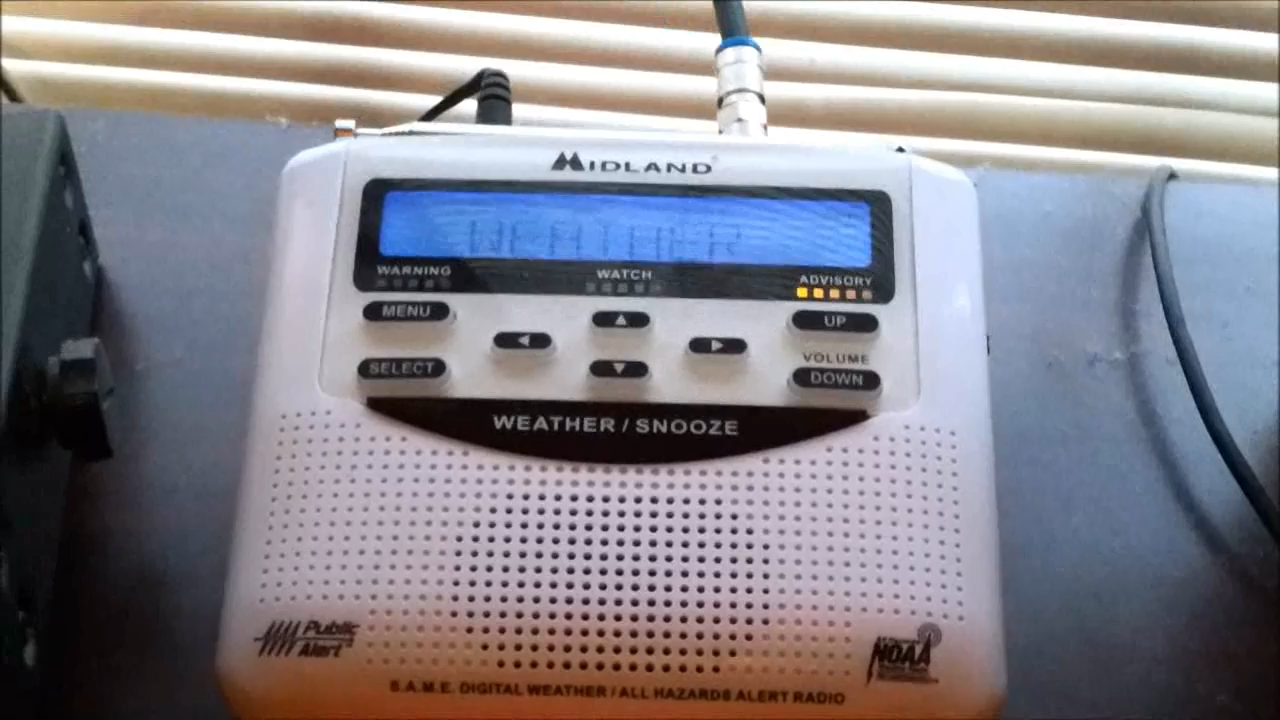 MIDLAND
WEATHER
WARNING
WATCH
ADVISORY
MENU
UP
SELECT
VOLUME
DOWN
WEATHER / SNOOZE
Public
Alert
NOAA
S.A.M.E. DIGITAL WEATHER / ALL HAZARDS ALERT RADIO